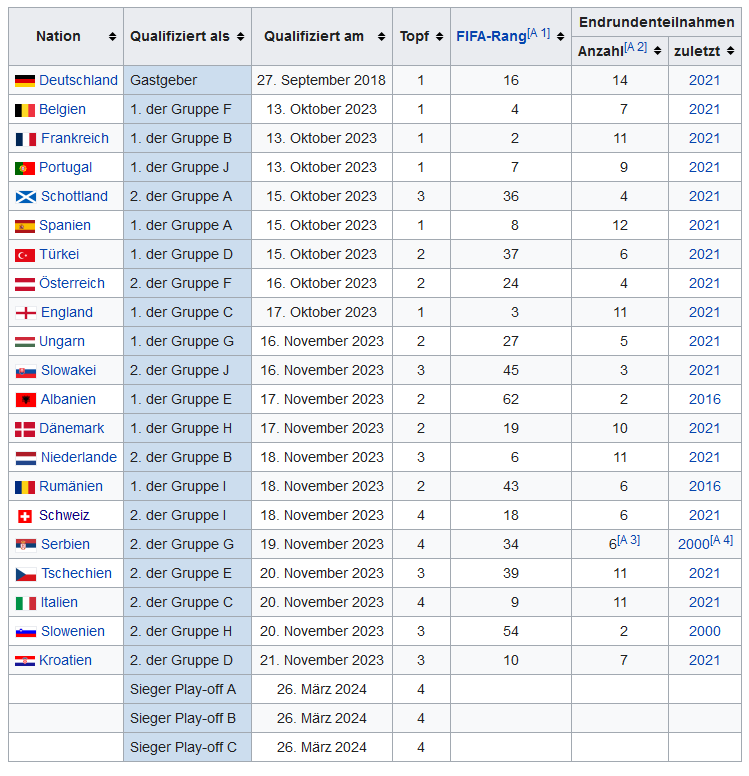 Nation Qualifiziert als Qualifiziert am Topf FIFA-Rang[A 1] Endrundenteilnahmen
Anzahl[A 2] zuletzt
Deutschland Gastgeber 27. September 2018 1 16 14 2021
Belgien 1. der Gruppe F 13. Oktober 2023 1 4 7 2021
Frankreich 1. der Gruppe B 13. Oktober 2023 1 2 11 2021
Portugal 1. der Gruppe J 13. Oktober 2023 1 7 9 2021
Schottland 2. der Gruppe A 15. Oktober 2023 3 36 4 2021
Spanien 1. der Gruppe A 15. Oktober 2023 1 8 12 2021
Türkei 1. der Gruppe D 15. Oktober 2023 2 37 6 2021
Österreich 2. der Gruppe F 16. Oktober 2023 2 24 4 2021
England 1. der Gruppe C 17. Oktober 2023 1 3 11 2021
Ungarn 1. der Gruppe G 16. November 2023 2 27 5 2021
Slowakei 2. der Gruppe J 16. November 2023 3 45 3 2021
Albanien 1. der Gruppe E 17. November 2023 2 62 2 2016
Dänemark 1. der Gruppe H 17. November 2023 2 19 10 2021
Niederlande 2. der Gruppe B 18. November 2023 3 6 11 2021
Rumänien 1. der Gruppe I 18. November 2023 2 43 6 2016
Schweiz 2. der Gruppe I 18. November 2023 4 18 6 2021
Serbien 2. der Gruppe G 19. November 2023 4 34 6[A 3] 2000[A 4]
Tschechien 2. der Gruppe E 20. November 2023 3 39 11 2021
Italien 2. der Gruppe C 20. November 2023 4 9 11 2021
Slowenien 2. der Gruppe H 20. November 2023 3 54 2 2000
Kroatien 2. der Gruppe D 21. November 2023 3 10 7 2021
Sieger Play-off A 26. März 2024 4
Sieger Play-off B 26. März 2024 4
Sieger Play-off C 26. März 2024 4